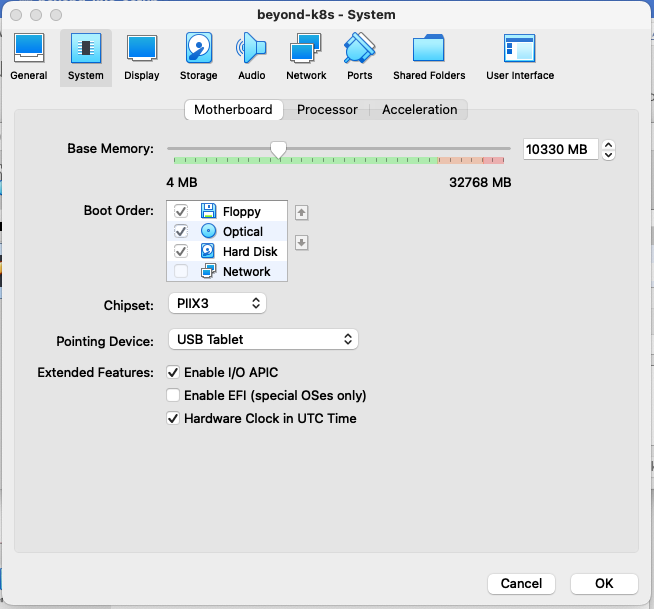 beyond-k8s - System
General System Display Storage Audio Network Ports Shared Folders User Interface
Motherboard Processor Acceleration
Base Memory: 10330 MB
4 MB 32768 MB
Boot Order: Floppy
Optical
Hard Disk
Network
Chipset: PIIX3
Pointing Device: USB Tablet
Extended Features: Enable I/O APIC
Enable EFI (special OSes only)
Hardware Clock in UTC Time
Cancel OK